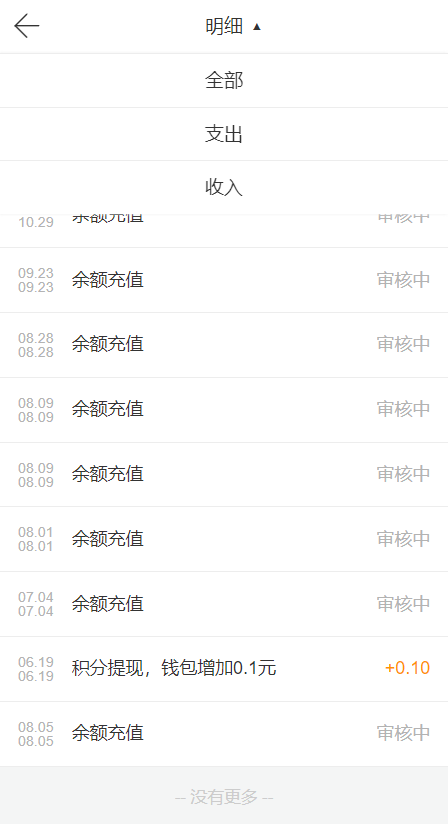 明细 ▲
全部
支出
收入
10.29 余额充值 审核中
09.23
09.23
余额充值 审核中
08.28
08.28
余额充值 审核中
08.09
08.09
余额充值 审核中
08.09
08.09
余额充值 审核中
08.01
08.01
余额充值 审核中
07.04
07.04
余额充值 审核中
06.19
06.19
积分提现，钱包增加0.1元 +0.10
08.05
08.05
余额充值 审核中
-- 没有更多 --